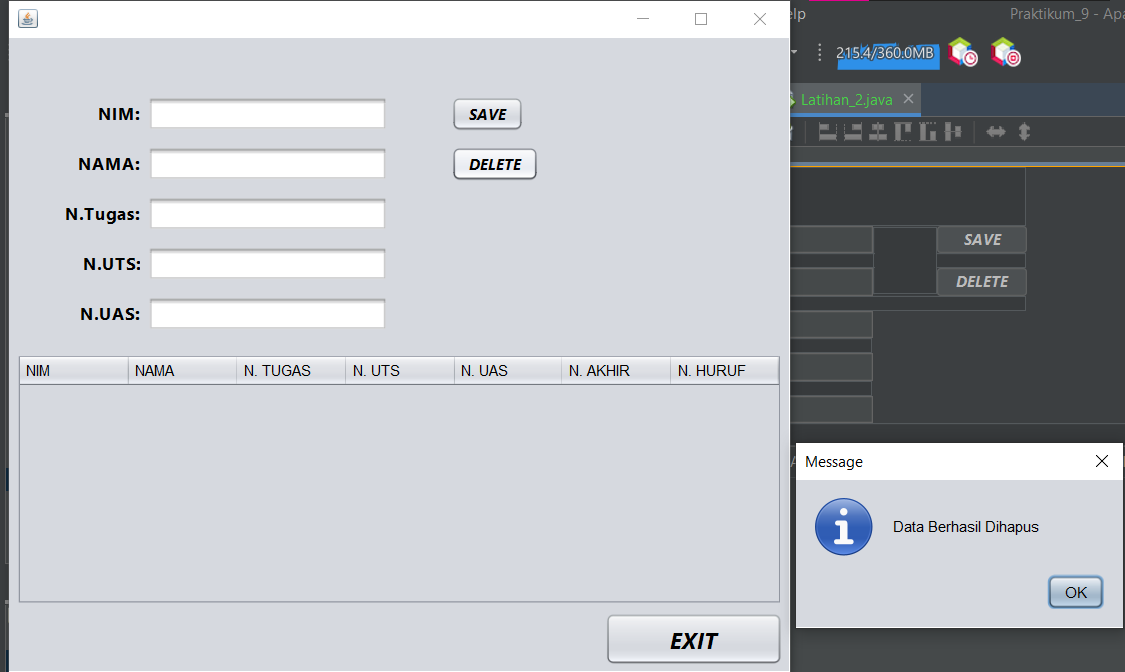 elp
Praktikum_9 - Apa
215.4/360.0MB
Latihan_2.java
NIM:
SAVE
NAMA:
DELETE
N.Tugas:
N.UTS:
N.UAS:
NIM NAMA N. TUGAS N. UTS N. UAS N. AKHIR N. HURUF
EXIT
SAVE
DELETE
Message
Data Berhasil Dihapus
OK